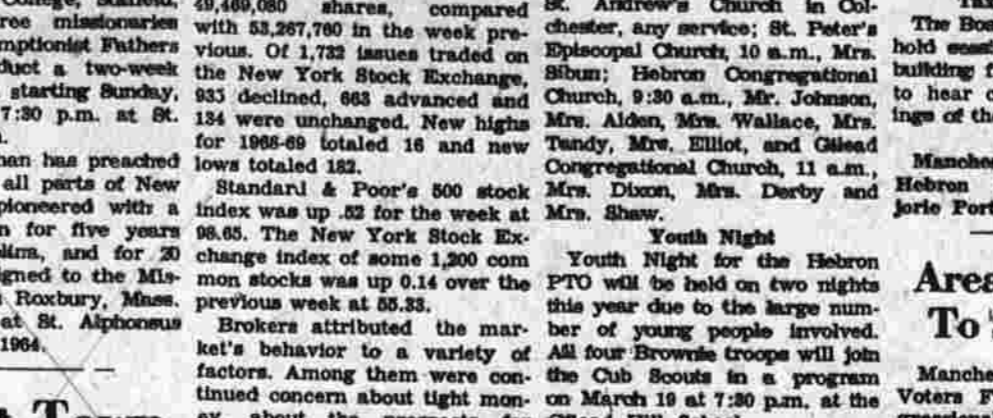 ree missionaries
mptionist Fathers
duct a two-week
starting Sunday,
7:30 p.m. at St.
has preached
all parts of New
pioneered with a
n for five years
and for 20
igned to the Mis-
Roxbury, Mass.
at St. Alphonsus
1964.
49,469,080 shares, compared
with 53,267,760 in the week pre-
vious. Of 1,732 issues traded on
the New York Stock Exchange,
935 declined, 663 advanced and
134 were unchanged. New highs
for 1968-69 totaled 16 and new
lows totaled 182.
Standard & Poor's 500 stock
index was up .52 for the week at
98.65. The New York Stock Ex-
change index of some 1,200 com
mon stocks was up 0.14 over the
previous week at 55.33.
Brokers attributed the mar-
ket's behavior to a variety of
factors. Among them were con-
tinued concern about tight mon-
St. Andrew's Church in Col-
chester, any service; St. Peter's
Episcopal Church, 10 a.m., Mrs.
Sibun; Hebron Congregational
Church, 9:30 a.m., Mr. Johnson,
Mrs. Alden, Mrs. Wallace, Mrs.
Tandy, Mrs. Elliot, and Gilead
Congregational Church, 11 a.m.,
Mrs. Dixon, Mrs. Derby and
Mrs. Shaw.
Youth Night
Youth Night for the Hebron
PTO will be held on two nights
this year due to the large num-
ber of young people involved.
All four Brownie troops will join
the Cub Scouts in a program
on March 19 at 7:30 p.m. at the
The Bos
hold
building f
to hear
ings of th
Manches
Hebron
jorie Port
Area
To
Manche
Voters F